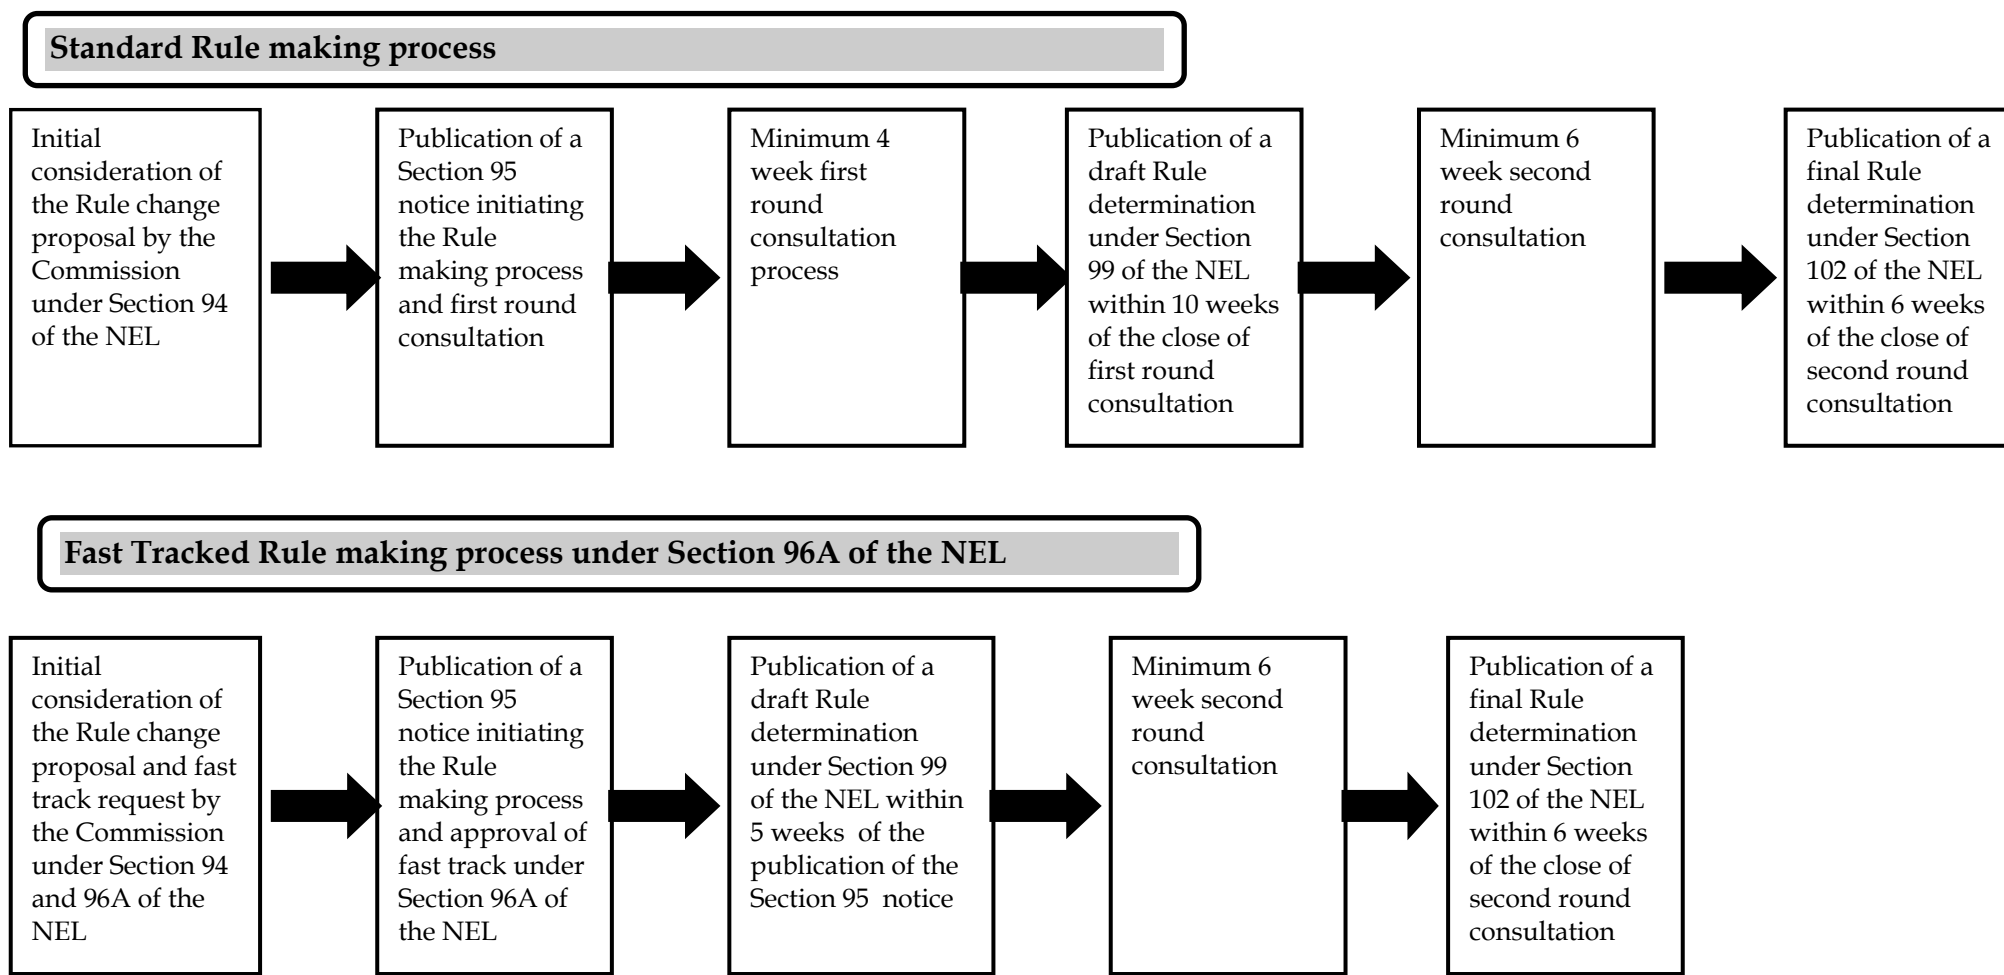 Standard Rule making process
Initial
consideration of
the Rule change
proposal by the
Commission
under Section 94
of the NEL
Publication of a
Section 95
notice initiating
the Rule
making process
and first round
consultation
Minimum 4
week first
round
consultation
process
Publication of a
draft Rule
determination
under Section
99 of the NEL
within 10 weeks
of the close of
first round
consultation
Minimum 6
week second
round
consultation
Publication of a
final Rule
determination
under Section
102 of the NEL
within 6 weeks
of the close of
second round
consultation
Fast Tracked Rule making process under Section 96A of the NEL
Initial
consideration of
the Rule change
proposal and fast
track request by
the Commission
under Section 94
and 96A of the
NEL
Publication of a
Section 95
notice initiating
the Rule
making process
and approval of
fast track under
Section 96A of
the NEL
Publication of a
draft Rule
determination
under Section 99
of the NEL within
5 weeks  of the
publication of the
Section 95  notice
Minimum 6
week second
round
consultation
Publication of a
final Rule
determination
under Section
102 of the NEL
within 6 weeks
of the close of
second round
consultation